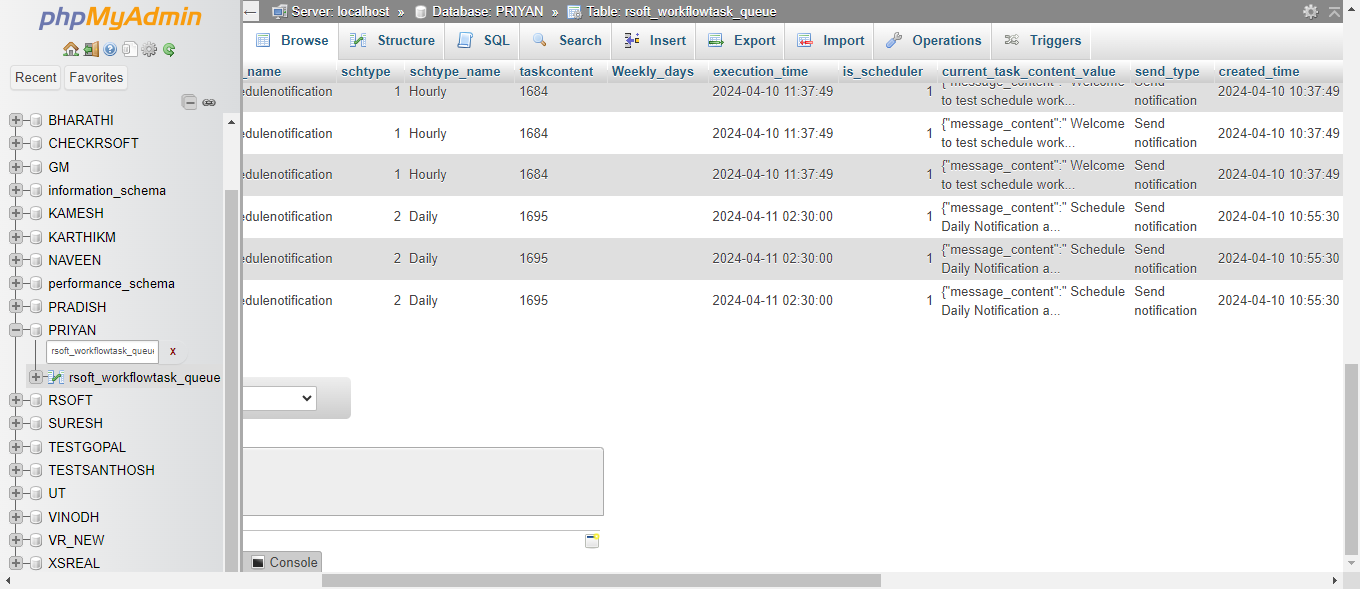 phpMyAdmin
Recent Favorites
BHARATHI
CHECKRSOFT
GM
information_schema
KAMESH
KARTHIKM
NAVEEN
performance_schema
PRADISH
PRIYAN
rsoft_workflowtask_queu x
rsoft_workflowtask_queue
RSOFT
SURESH
TESTGOPAL
TESTSANTHOSH
UT
VINODH
VR_NEW
XSREAL
Server: localhost » Database: PRIYAN » Table: rsoft_workflowtask_queue
Browse Structure SQL Search Insert Export Import Operations Triggers
_name schtype schtype_name taskcontent Weekly_days execution_time is_scheduler current_task_content_value send_type created_time
edulenotification 1 Hourly 1684 2024-04-10 11:37:49 1 {"message_content":" Welcome to test schedule work... Send notification 2024-04-10 10:37:49
edulenotification 1 Hourly 1684 2024-04-10 11:37:49 1 {"message_content":" Welcome to test schedule work... Send notification 2024-04-10 10:37:49
edulenotification 1 Hourly 1684 2024-04-10 11:37:49 1 {"message_content":" Welcome to test schedule work... Send notification 2024-04-10 10:37:49
edulenotification 2 Daily 1695 2024-04-11 02:30:00 1 {"message_content":" Schedule Daily Notification a... Send notification 2024-04-10 10:55:30
edulenotification 2 Daily 1695 2024-04-11 02:30:00 1 {"message_content":" Schedule Daily Notification a... Send notification 2024-04-10 10:55:30
edulenotification 2 Daily 1695 2024-04-11 02:30:00 1 {"message_content":" Schedule Daily Notification a... Send notification 2024-04-10 10:55:30
Console